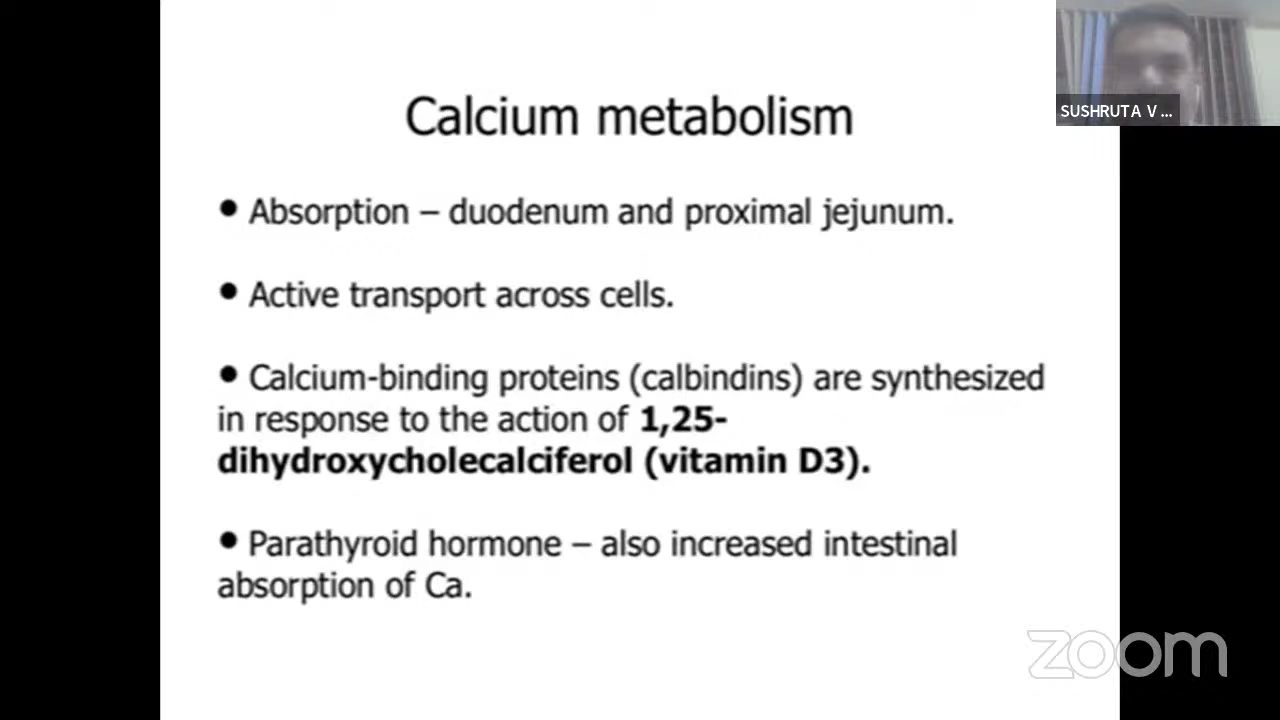 Calcium metabolism
SUSHRUTA V ...
• Absorption – duodenum and proximal jejunum.
• Active transport across cells.
• Calcium-binding proteins (calbindins) are synthesized
in response to the action of 1,25-
dihydroxycholecalciferol (vitamin D3).
• Parathyroid hormone – also increased intestinal
absorption of Ca.
zoom